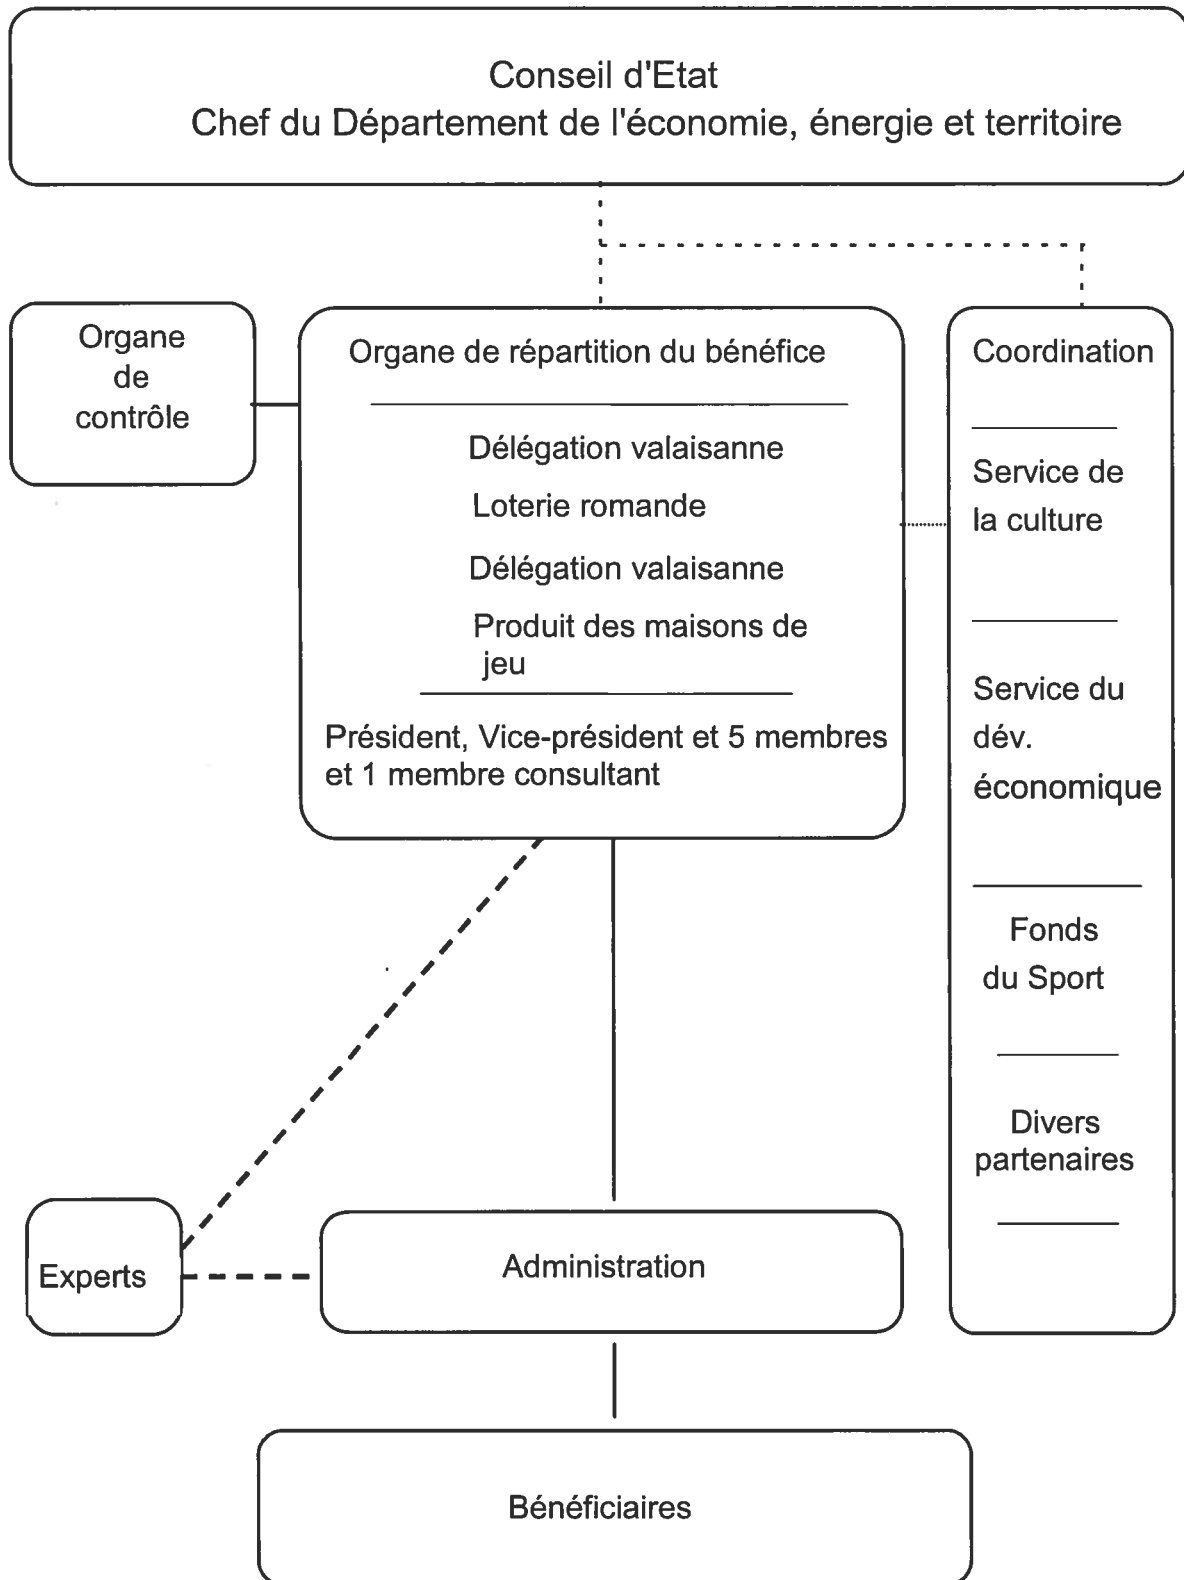 Conseil d'Etat
Chef du Département de l'économie, énergie et territoire
Organe
de
contrôle
Organe de répartition du bénéfice
Délégation valaisanne
Loterie romande
Délégation valaisanne
Produit des maisons de
jeu
Président, Vice-président et 5 membres
et 1 membre consultant
Coordination
Service de
la culture
Service du
dév.
économique
Fonds
du Sport
Divers
partenaires
Experts
Administration
Bénéficiaires